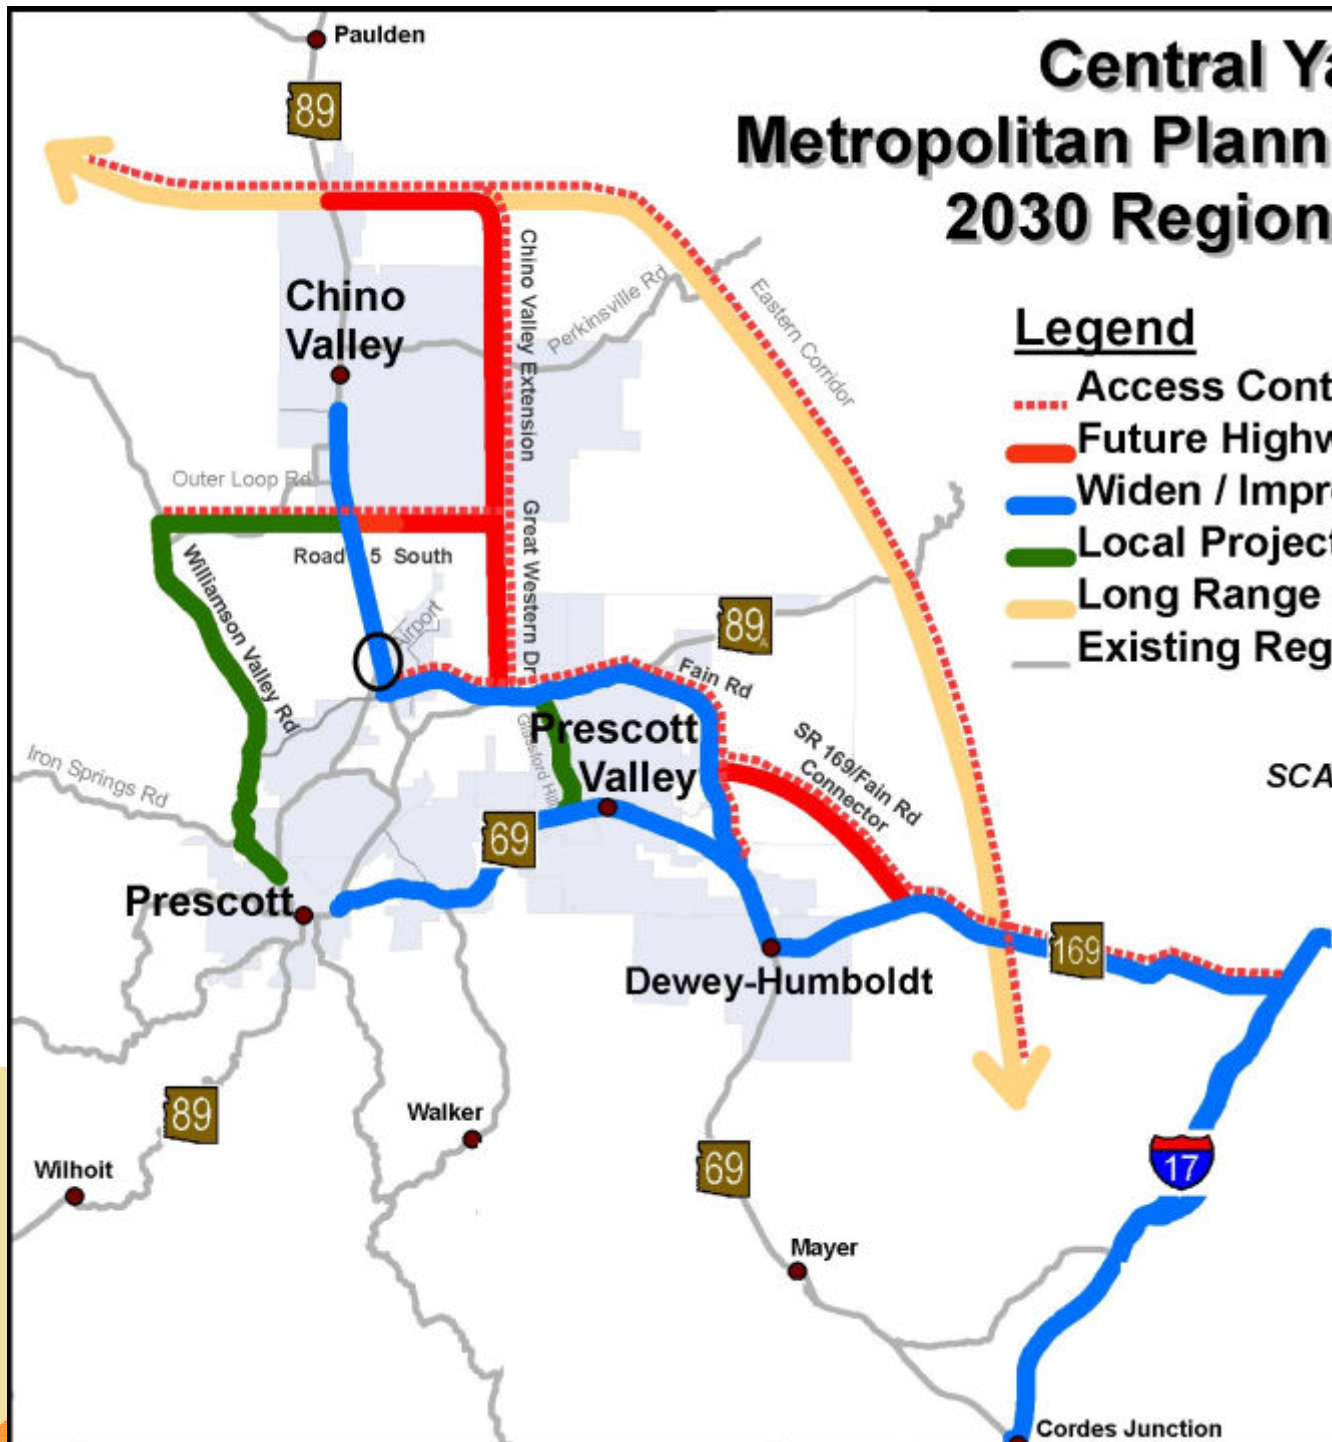 Paulden
89
Central Ya
Metropolitan Plann
2030 Region
Chino Valley Extension
Perkinsville Rd
Eastern Corridor
Chino
Valley
Legend
Access Cont
Future Highw
Widen / Impr
Local Project
Long Range
Existing Reg
Outer Loop Rd
Road 5 South
Great Western Dr
Williamson Valley Rd
Airport
89
A
Fain Rd
Glassford Hill
Prescott
Valley
SR 169/Fain Rd
Connector
SCA
Iron Springs Rd
69
Prescott
169
Dewey-Humboldt
89
Walker
Wilhoit
69
17
Mayer
Cordes Junction